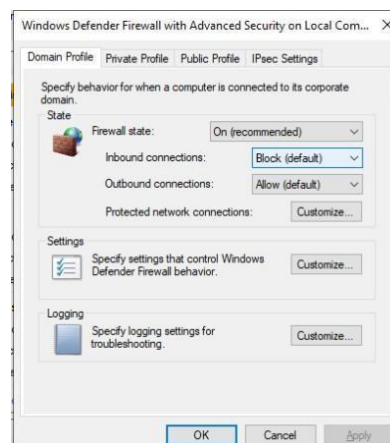 Windows Defender Firewall with Advanced Security on Local Com...
Domain Profile Private Profile Public Profile IPsec Settings
Specify behavior for when a computer is connected to its corporate
domain.
State
Firewall state: On (recommended)
Inbound connections: Block (default)
Outbound connections: Allow (default)
Protected network connections: Customize...
Settings
Specify settings that control Windows
Defender Firewall behavior.
Customize...
Logging
Specify logging settings for
troubleshooting.
Customize...
OK Cancel Apply